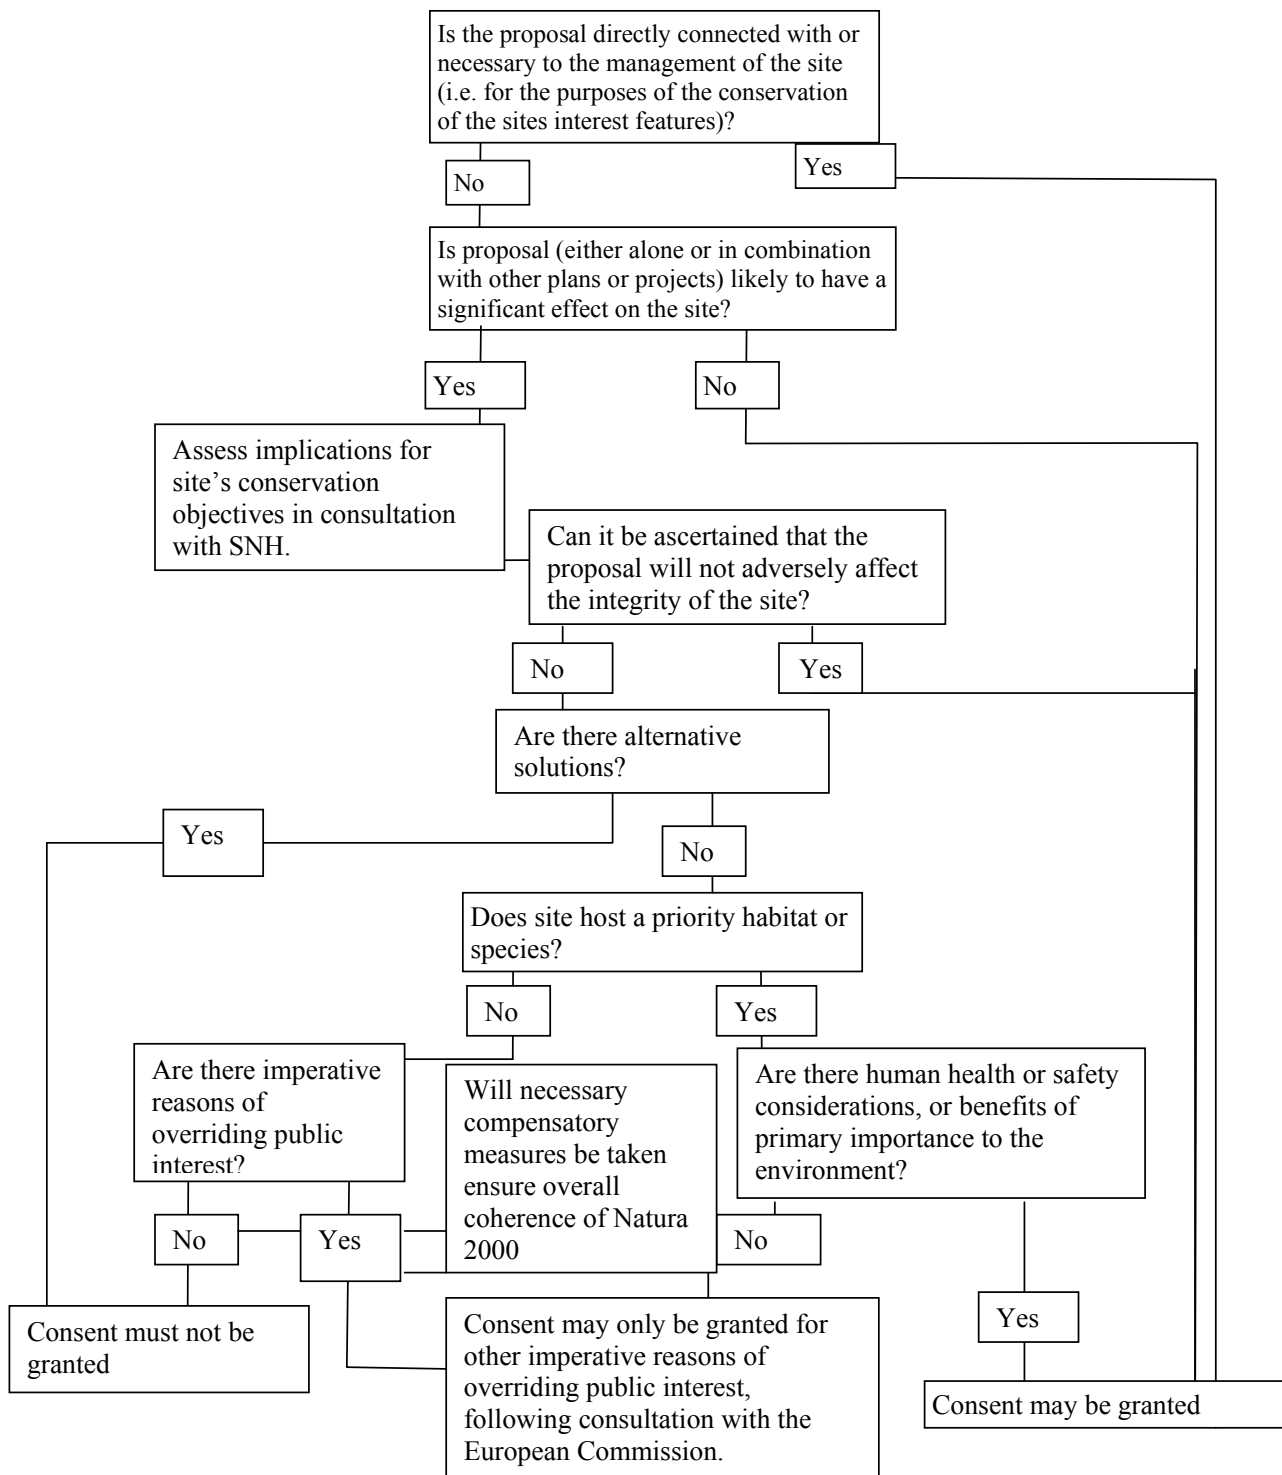 Is the proposal directly connected with or
necessary to the management of the site
(i.e. for the purposes of the conservation
of the sites interest features)?
No
Yes
Is proposal (either alone or in combination
with other plans or projects) likely to have a
significant effect on the site?
Yes
No
Assess implications for
site’s conservation
objectives in consultation
with SNH.
Can it be ascertained that the
proposal will not adversely affect
the integrity of the site?
No
Yes
Are there alternative
solutions?
Yes
No
Does site host a priority habitat or
species?
No
Yes
Are there imperative
reasons of
overriding public
interest?
Will necessary
compensatory
measures be taken
ensure overall
coherence of Natura
2000
Are there human health or safety
considerations, or benefits of
primary importance to the
environment?
No
Yes
No
Yes
Consent must not be
granted
Consent may only be granted for
other imperative reasons of
overriding public interest,
following consultation with the
European Commission.
Consent may be granted